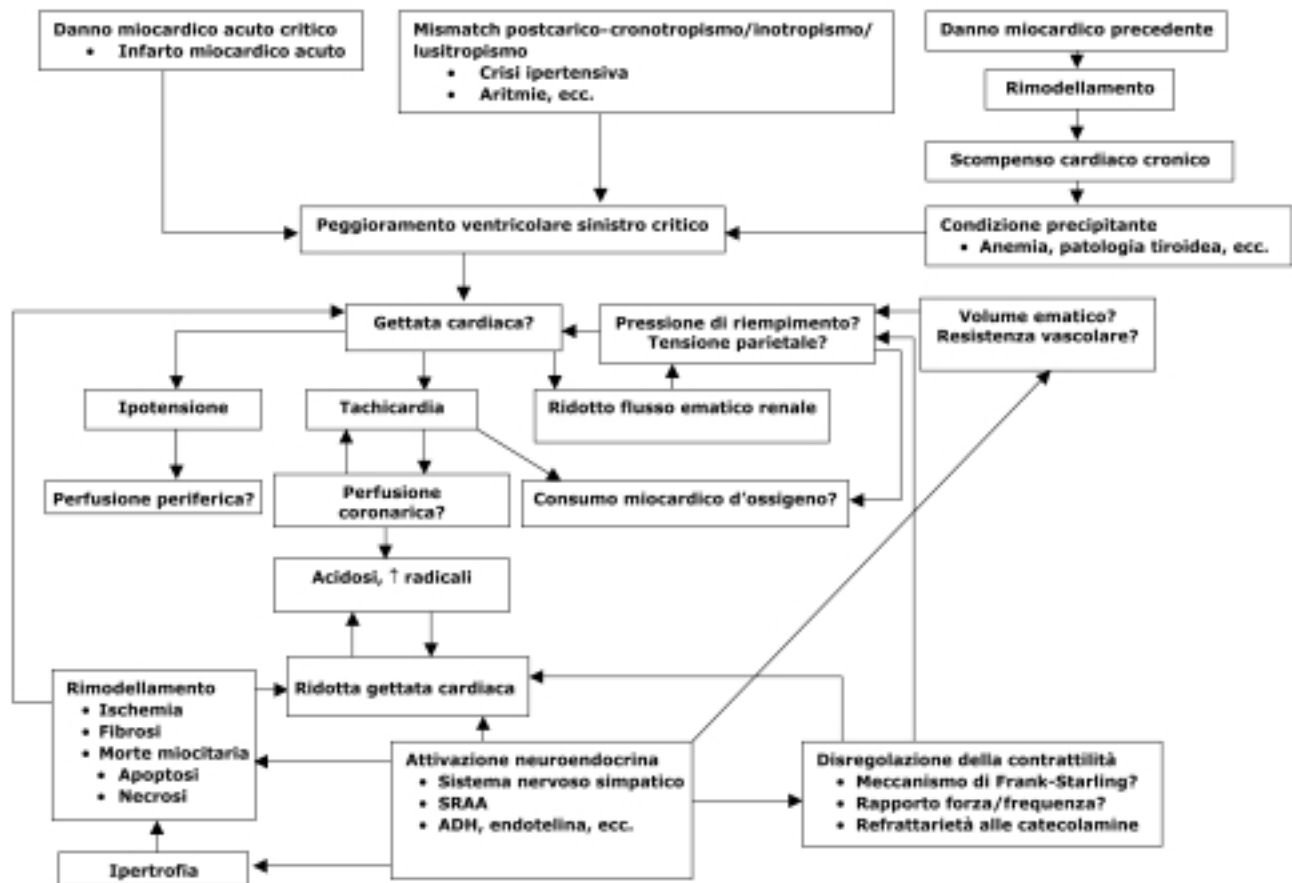 Danno miocardico acuto critico
• Infarto miocardico acuto
Mismatch postcarico-cronotropismo/inotropismo/
lusitropismo
• Crisi ipertensiva
• Aritmie, ecc.
Danno miocardico precedente
Rimodellamento
Scompenso cardiaco cronico
Condizione precipitante
• Anemia, patologia tiroidea, ecc.
Peggioramento ventricolare sinistro critico
Gettata cardiaca?
Pressione di riempimento?
Tensione parietale?
Volume ematico?
Resistenza vascolare?
Ipotensione
Tachicardia
Ridotto flusso ematico renale
Perfusione periferica?
Perfusione
coronarica?
Consumo miocardico d'ossigeno?
Acidosi, ↑ radicali
Ridotta gettata cardiaca
Rimodellamento
• Ischemia
• Fibrosi
• Morte miocitaria
• Apoptosi
• Necrosi
Attivazione neuroendocrina
• Sistema nervoso simpatico
• SRAA
• ADH, endotelina, ecc.
Disregolazione della contrattilità
• Meccanismo di Frank-Starling?
• Rapporto forza/frequenza?
• Refrattarietà alle catecolamine
Ipertrofia